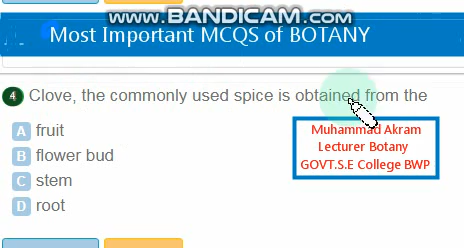 www.BANDICAM.com
Most Important MCQS of BOTANY
4 Clove, the commonly used spice is obtained from the
A fruit
B flower bud
C stem
D root
Muhammad Akram
Lecturer Botany
GOVT.S.E College BWP